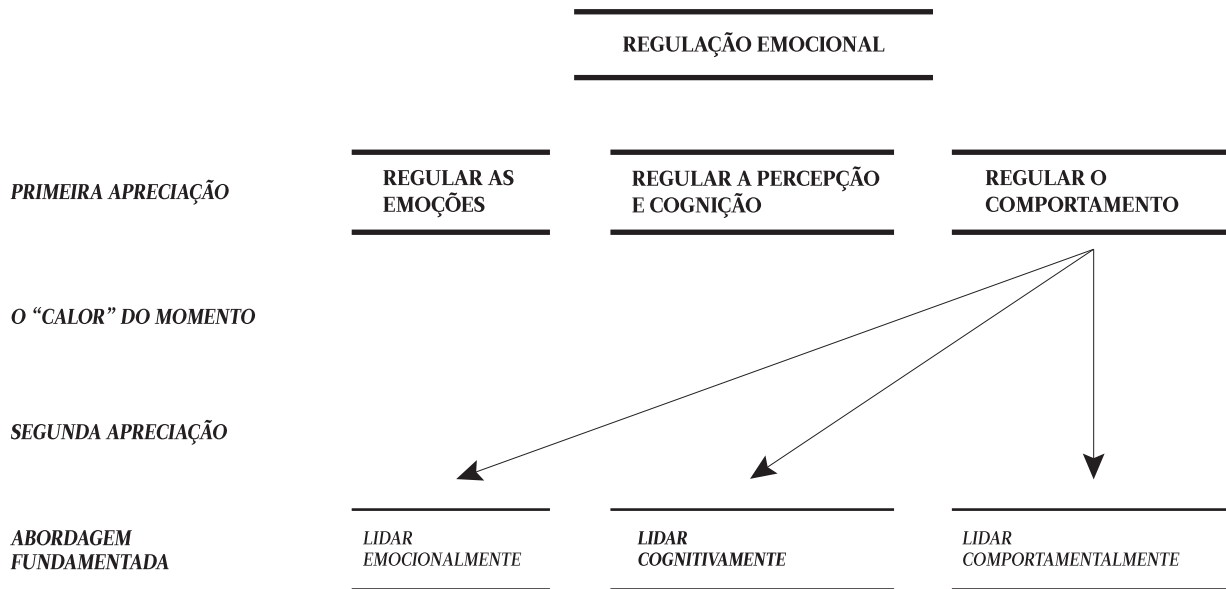 REGULAÇÃO EMOCIONAL
PRIMEIRA APRECIAÇÃO
REGULAR AS
EMOÇÕES
REGULAR A PERCEPÇÃO
E COGNIÇÃO
REGULAR O
COMPORTAMENTO
O “CALOR” DO MOMENTO
SEGUNDA APRECIAÇÃO
ABORDAGEM
FUNDAMENTADA
LIDAR
EMOCIONALMENTE
LIDAR
COGNITIVAMENTE
LIDAR
COMPORTAMENTALMENTE